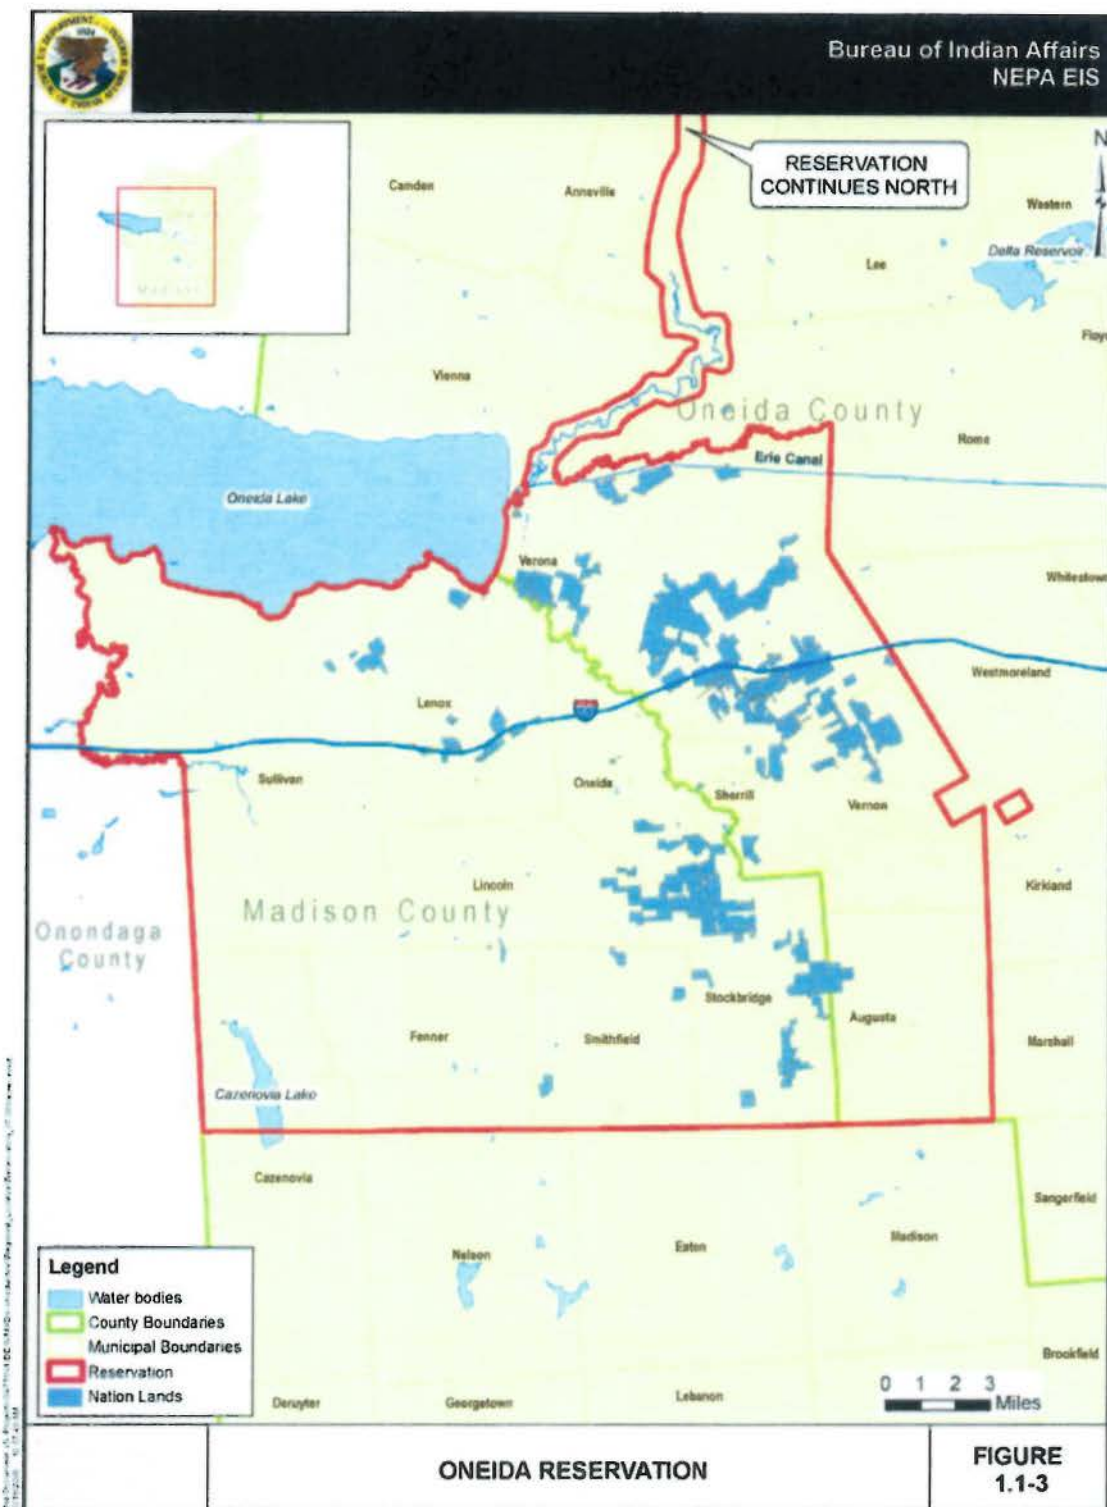 Bureau of Indian Affairs
NEPA EIS
RESERVATION
CONTINUES NORTH
N
Camden
Annsville
Western
Delta Reservoir
Lee
Floy
Vienna
Oneida County
Rome
Erie Canal
Oneida Lake
Verona
Whitestown
Westmoreland
Lenox
Sullivan
Oneida
Sherrill
Vernon
Lincoln
Kirkland
Madison County
Onondaga
County
Stockbridge
Augusta
Fenner
Smithfield
Marshall
Cazenovia Lake
Cazenovia
Sangerfield
Nelson
Eaton
Madison
Legend
Water bodies
County Boundaries
Municipal Boundaries
Reservation
Nation Lands
Brookfield
0 1 2 3
Miles
Deruyter
Georgetown
Lebanon
ONEIDA RESERVATION
FIGURE
1.1-3